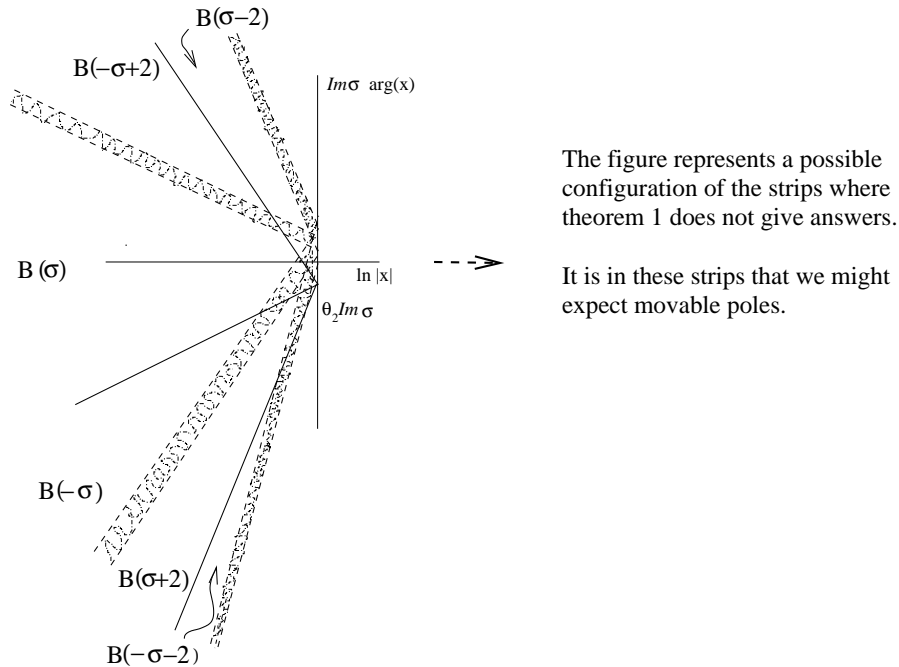 B(σ−2)
B(−σ+2)
Imσ arg(x)
The figure represents a possible
configuration of the strips where
theorem 1 does not give answers.
B(σ)
ln |x|
It is in these strips that we might
expect movable poles.
θ₂Imσ
B(−σ)
B(σ+2)
B(−σ−2)